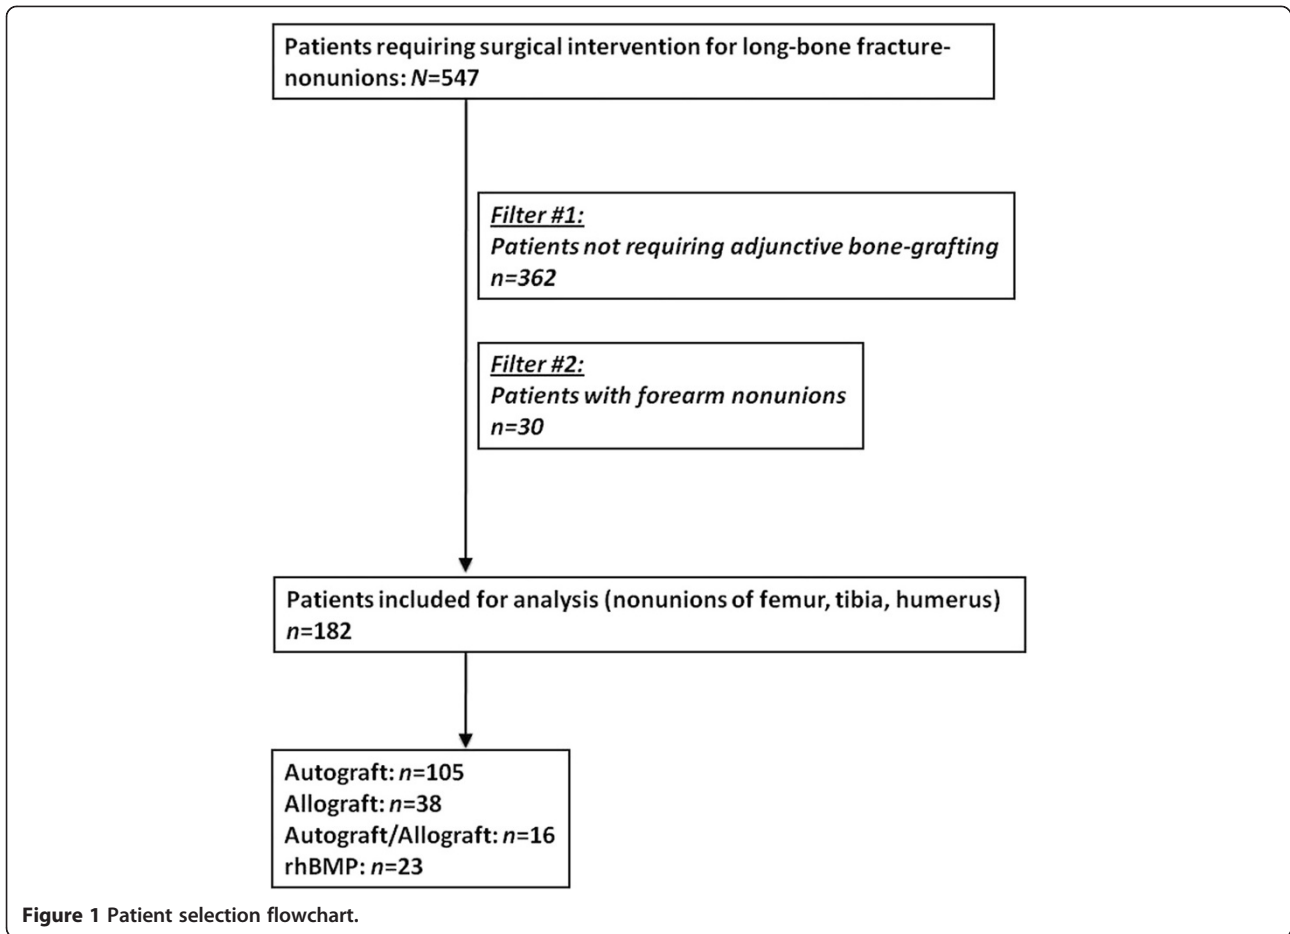 Patients requiring surgical intervention for long-bone fracture-
nonunions: N=547
Filter #1:
Patients not requiring adjunctive bone-grafting
n=362
Filter #2:
Patients with forearm nonunions
n=30
Patients included for analysis (nonunions of femur, tibia, humerus)
n=182
Autograft: n=105
Allograft: n=38
Autograft/Allograft: n=16
rhBMP: n=23
Figure 1 Patient selection flowchart.